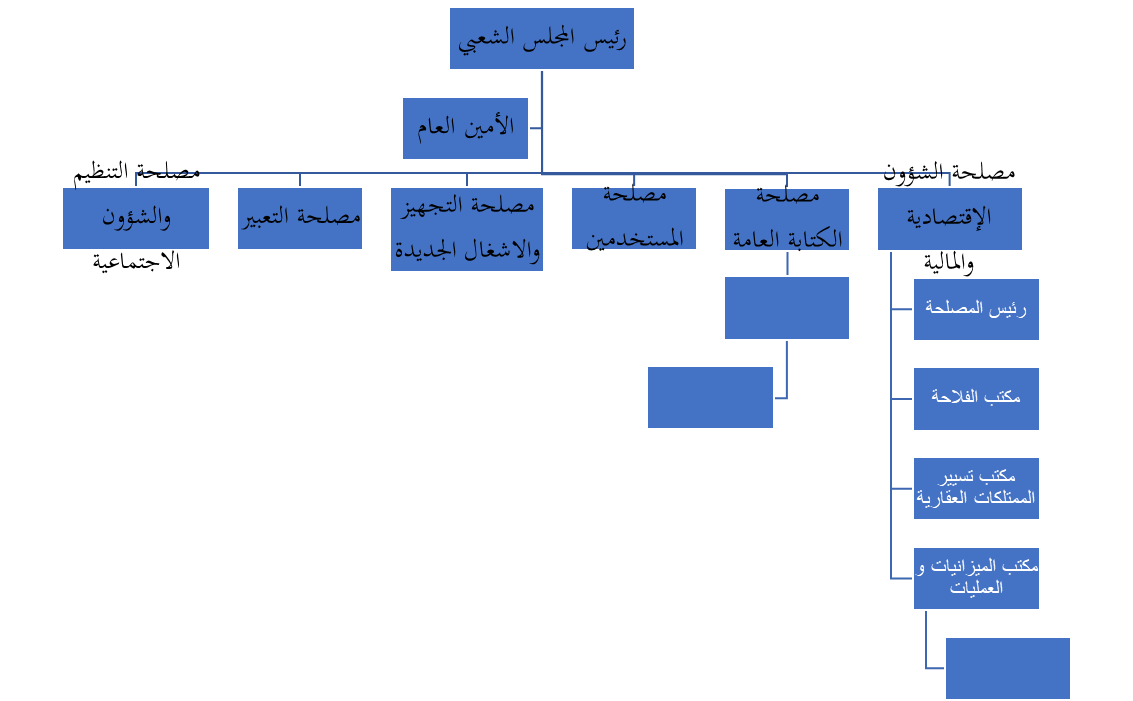 رئيس المجلس الشعبي
الأمين العام
مصلحة الشؤون
الإقتصادية
والمالية
مصلحة
الكتابة العامة
مصلحة
المستخدمين
مصلحة التجهيز
والاشغال الجديدة
مصلحة التعبير
مصلحة التنظيم
والشؤون
الاجتماعية
رئيس المصلحة
مكتب الفلاحة
مكتب تسيير
الممتلكات العقارية
مكتب الميزانيات و
العمليات